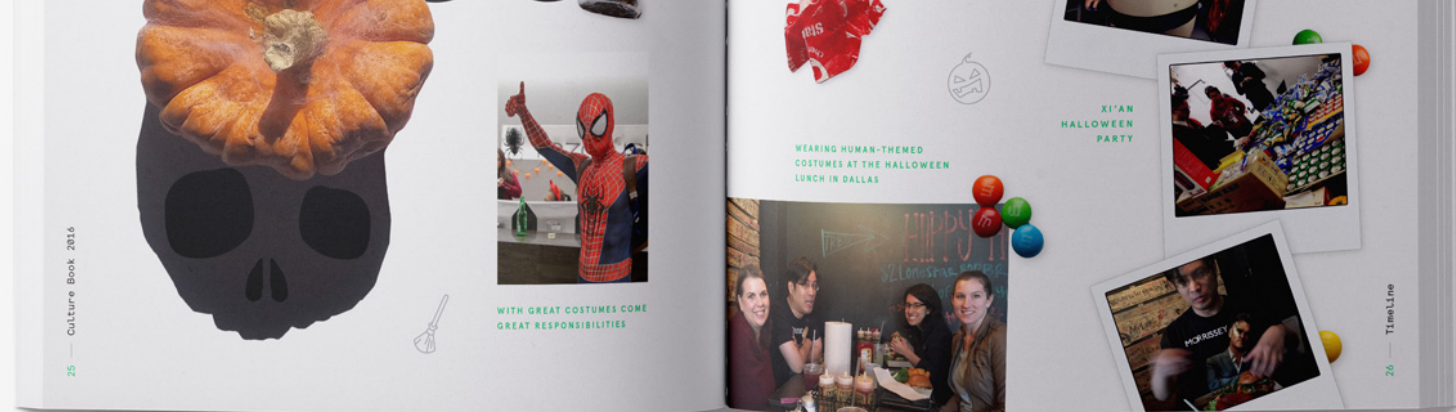 Culture Book 2016
25
WITH GREAT COSTUMES COME
GREAT RESPONSIBILITIES
WEARING HUMAN-THEMED
COSTUMES AT THE HALLOWEEN
LUNCH IN DALLAS
HAPPY H
XI'AN
HALLOWEEN
PARTY
MORRISSEY
Timeline
26